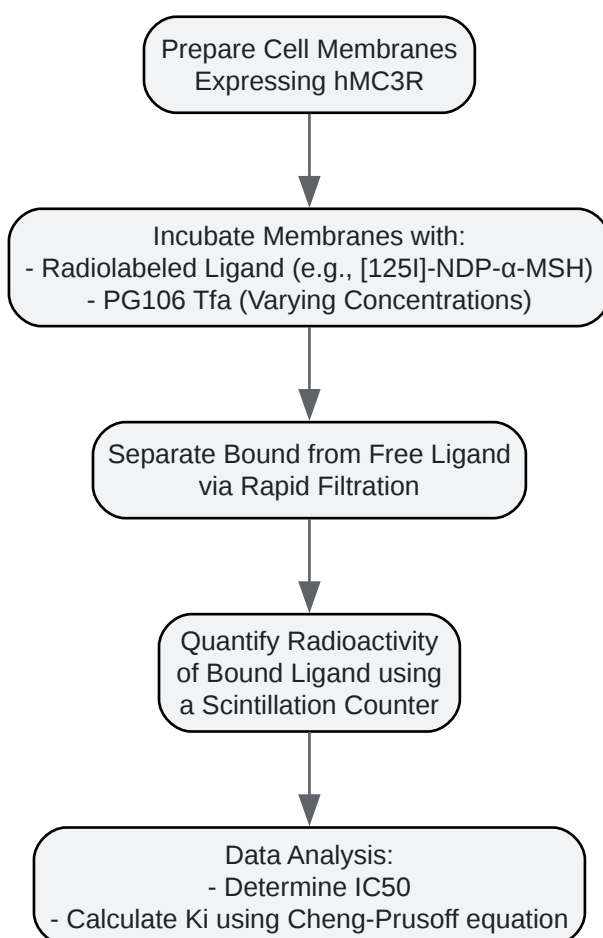 Prepare Cell Membranes
Expressing hMC3R
Incubate Membranes with:
- Radiolabeled Ligand (e.g., [125I]-NDP-α-MSH)
- PG106 Tfa (Varying Concentrations)
Separate Bound from Free Ligand
via Rapid Filtration
Quantify Radioactivity
of Bound Ligand using
a Scintillation Counter
Data Analysis:
- Determine IC50
- Calculate Ki using Cheng-Prusoff equation